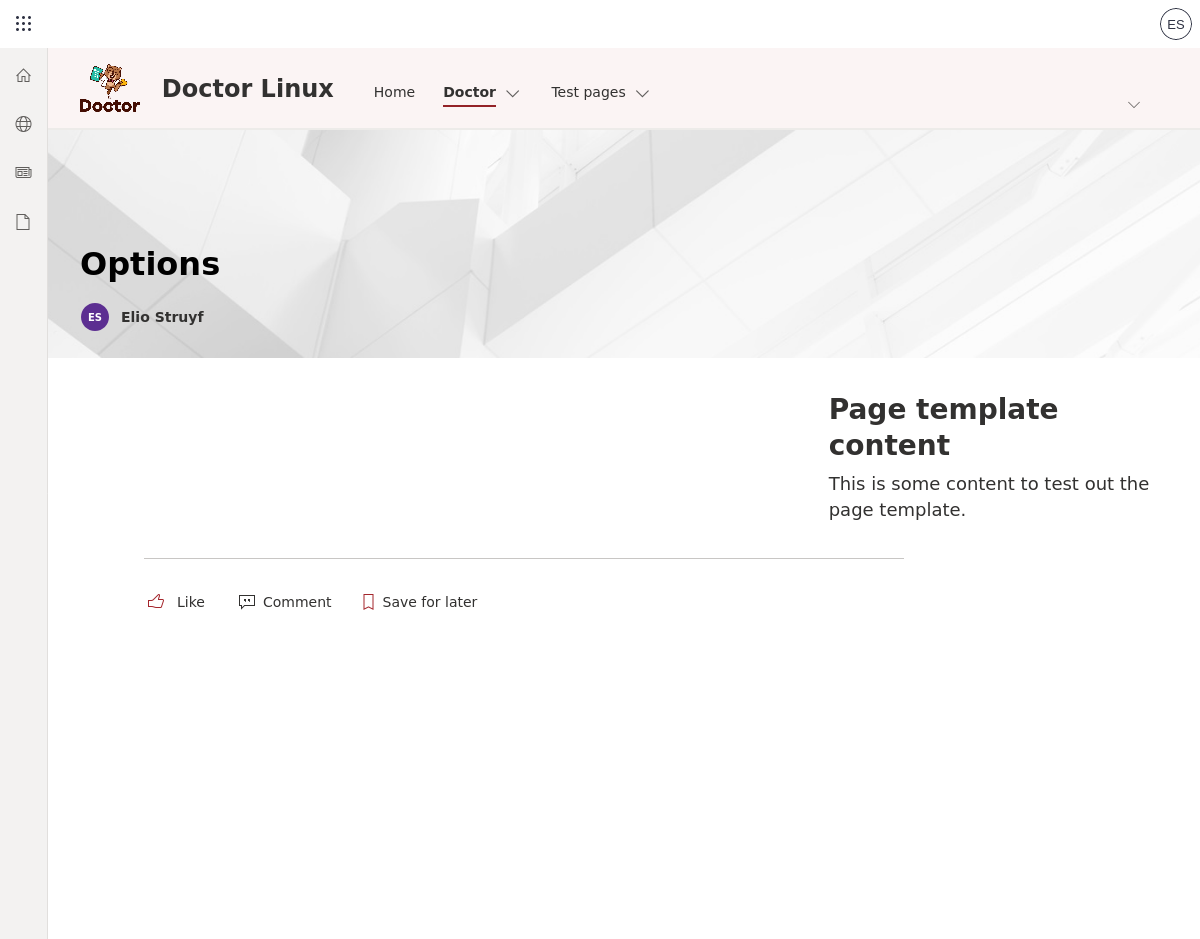 ES
Doctor
Doctor Linux
Home
Doctor
Test pages
Options
ES
Elio Struyf
Page template
content
This is some content to test out the
page template.
Like
Comment
Save for later